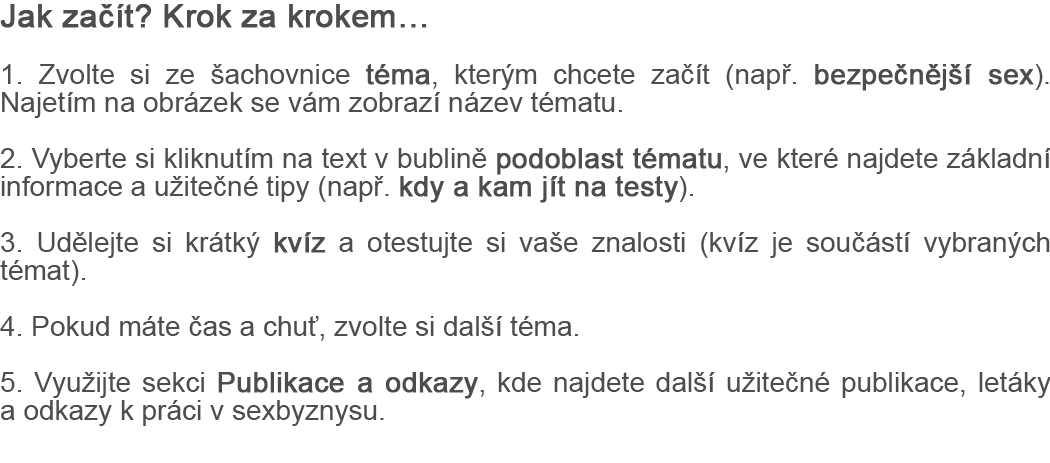 Jak začít? Krok za krokem…
1. Zvolte si ze šachovnice téma, kterým chcete začít (např. bezpečnější sex).
Najetím na obrázek se vám zobrazí název tématu.
2. Vyberte si kliknutím na text v bublině podoblast tématu, ve které najdete základní
informace a užitečné tipy (např. kdy a kam jít na testy).
3. Udělejte si krátký kvíz a otestujte si vaše znalosti (kvíz je součástí vybraných
témat).
4. Pokud máte čas a chuť, zvolte si další téma.
5. Využijte sekci Publikace a odkazy, kde najdete další užitečné publikace, letáky
a odkazy k práci v sexbyznysu.